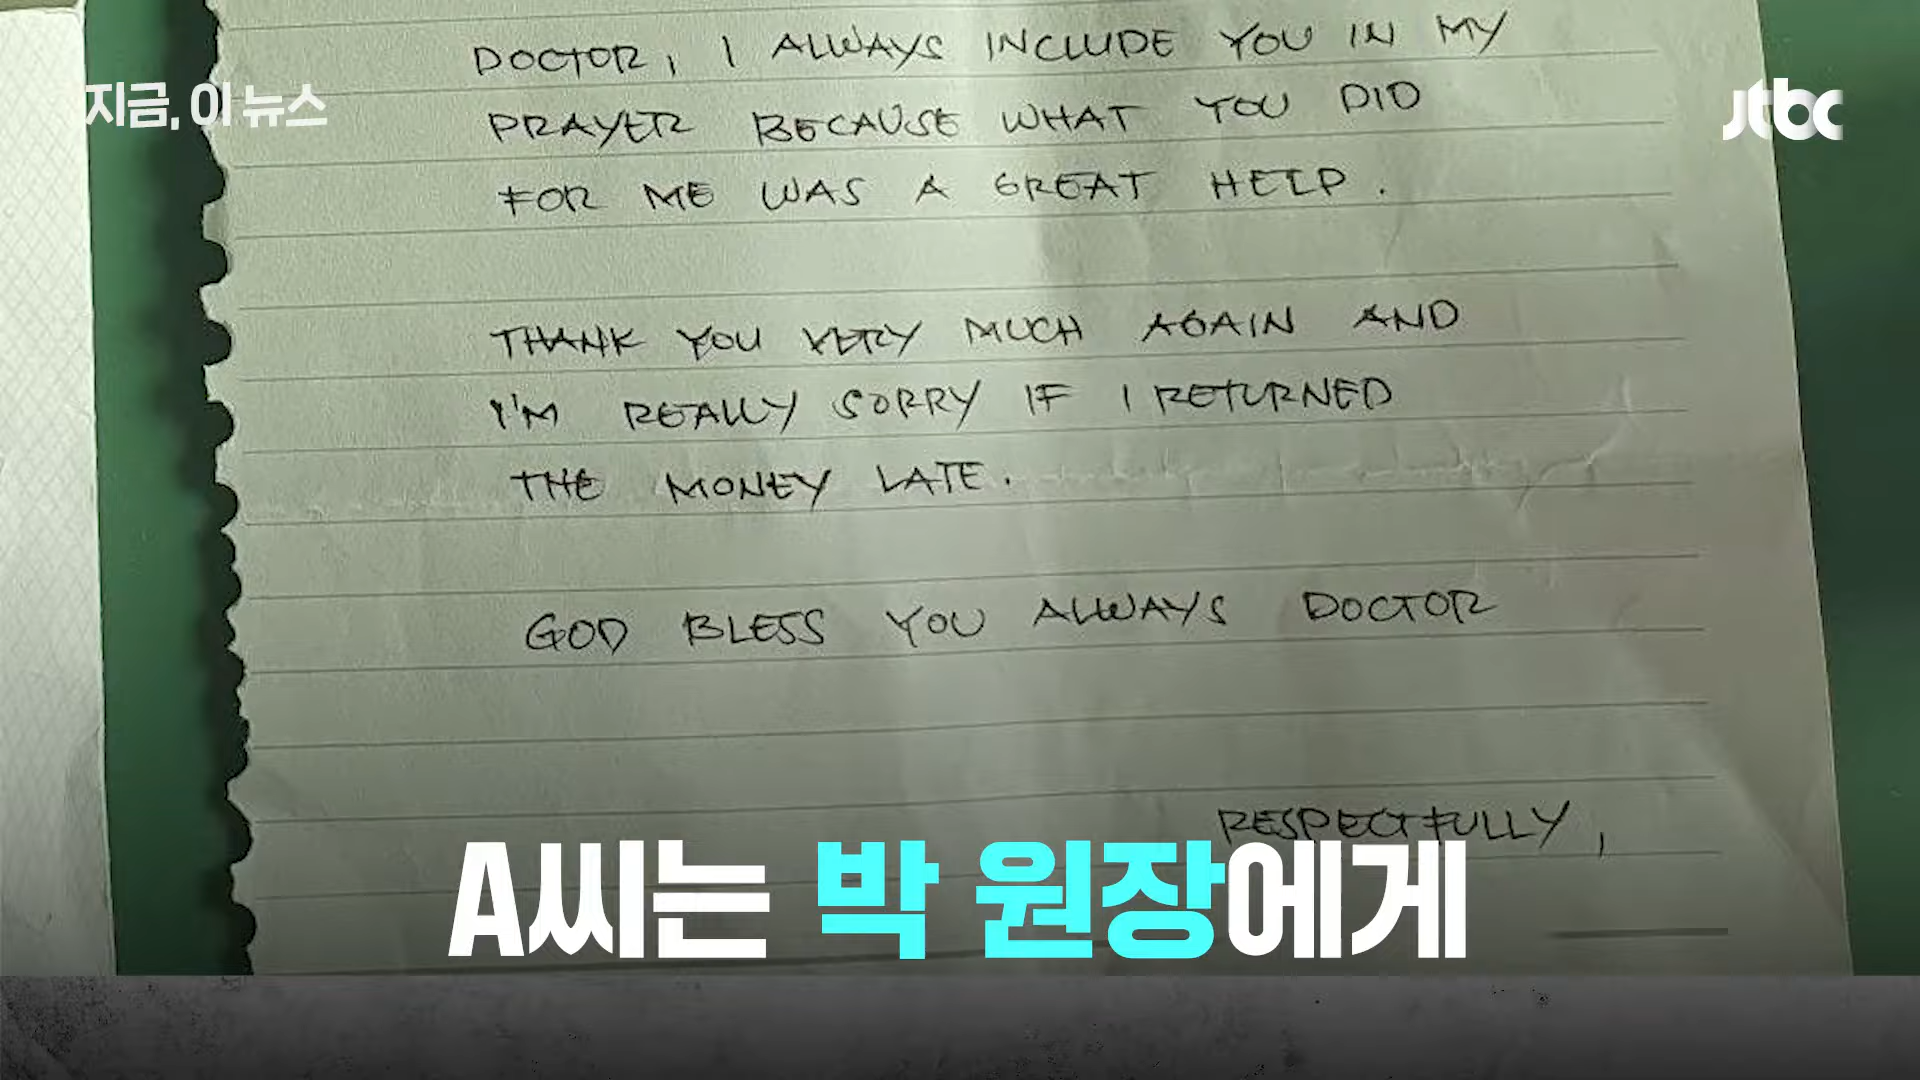 DOCTOR, I ALWAYS INCLUDE YOU IN MY
지금, 이 뉴스
jtbc
PRAYER BECAUSE WHAT YOU DID
FOR ME WAS A GREAT HELP.
THANK YOU VERY MUCH AGAIN AND
I'M REALLY SORRY IF I RETURNED
THE MONEY LATE.
GOD BLESS YOU ALWAYS DOCTOR
RESPECTFULLY,
A씨는 박 원장에게